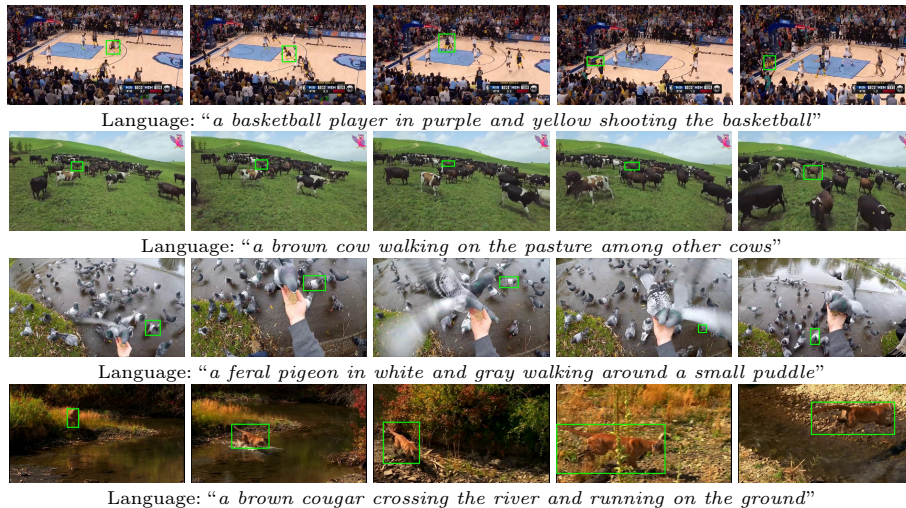 Language: “a basketball player in purple and yellow shooting the basketball”
Language: “a brown cow walking on the pasture among other cows”
Language: “a feral pigeon in white and gray walking around a small puddle”
Language: “a brown cougar crossing the river and running on the ground”